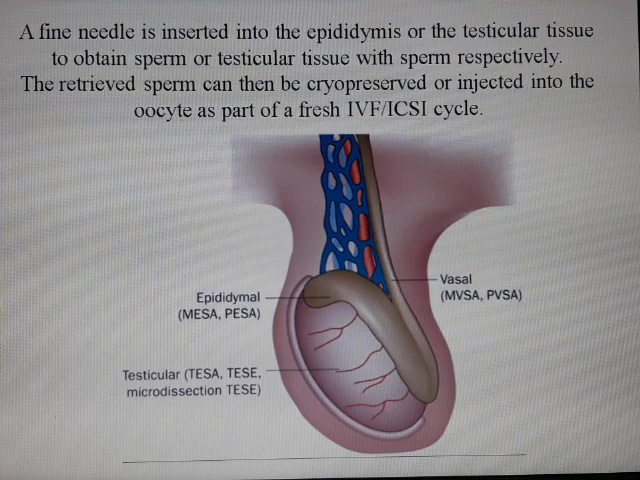 A fine needle is inserted into the epididymis or the testicular tissue
to obtain sperm or testicular tissue with sperm respectively.
The retrieved sperm can then be cryopreserved or injected into the
oocyte as part of a fresh IVF/ICSI cycle.
Vasal
(MVSA, PVSA)
Epididymal
(MESA, PESA)
Testicular (TESA, TESE,
microdissection TESE)